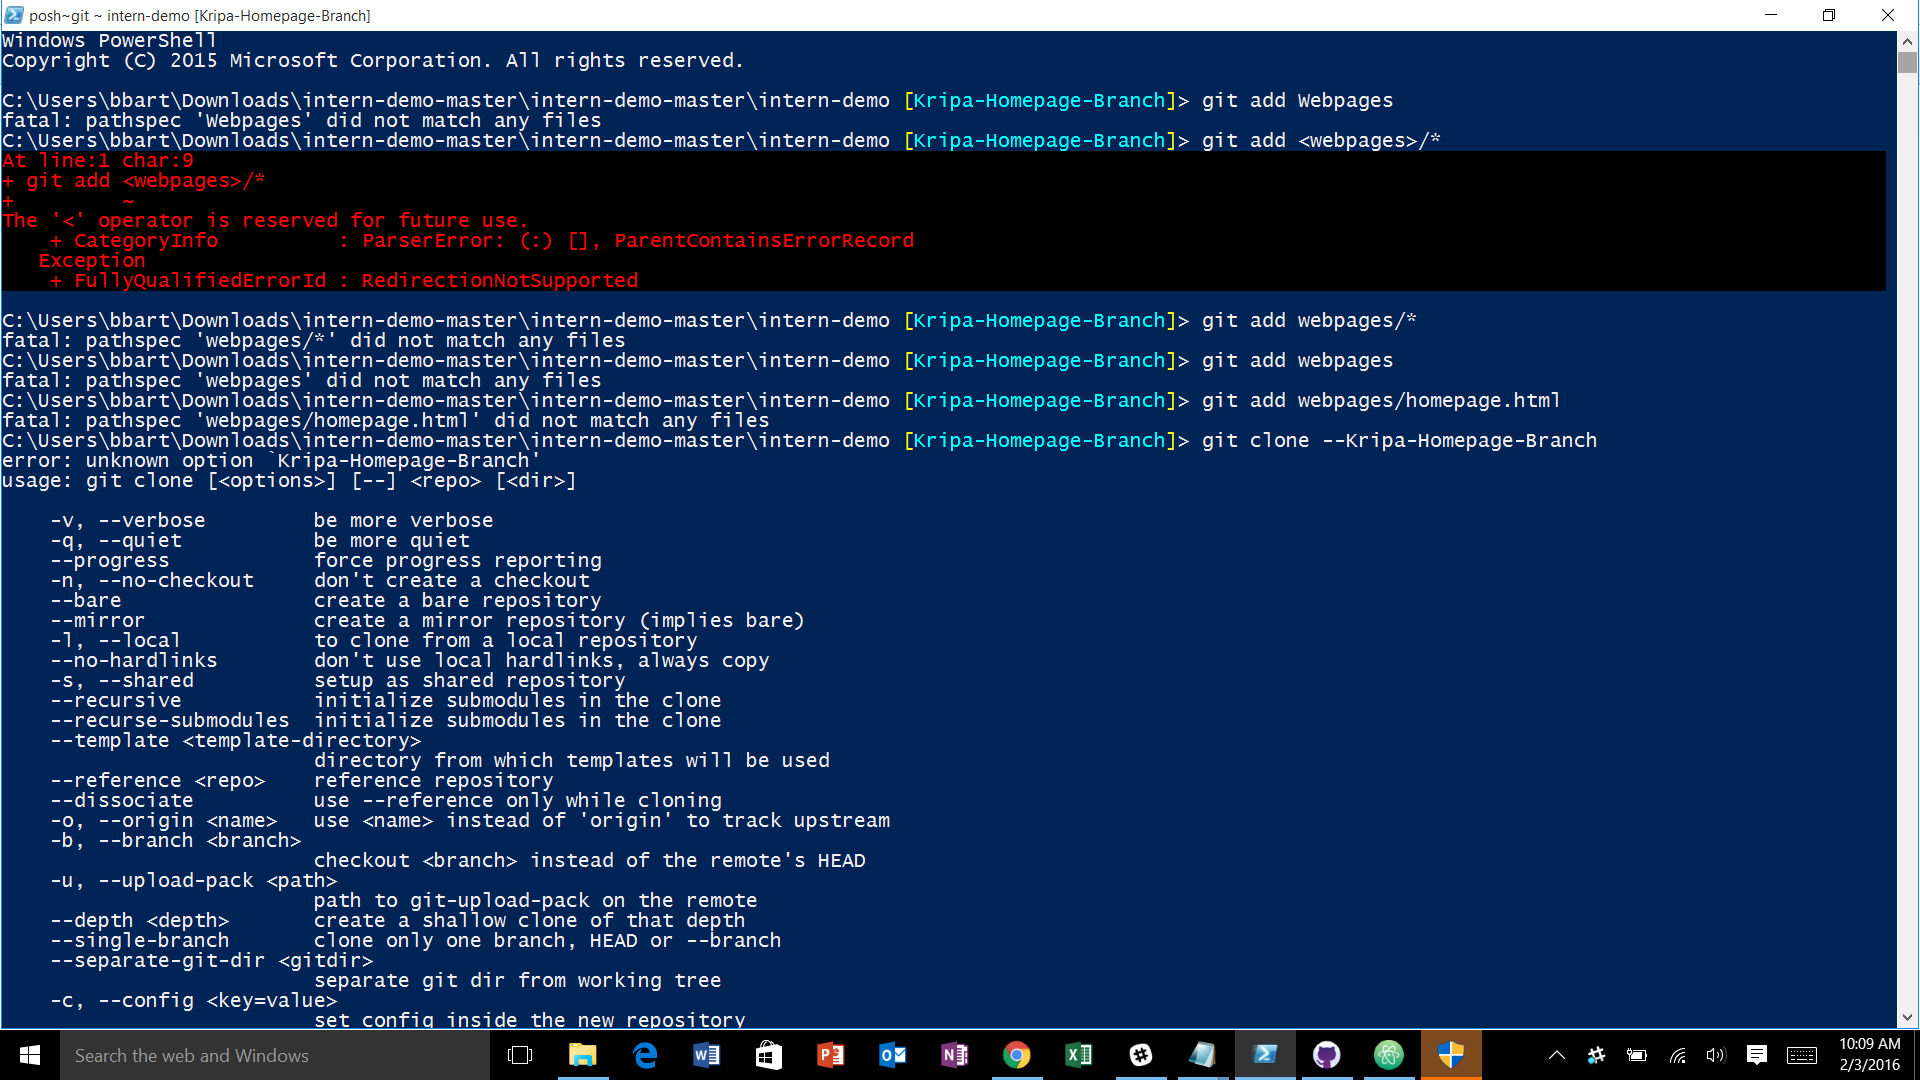 posh~git ~ intern-demo [Kripa-Homepage-Branch]
Windows PowerShell
Copyright (C) 2015 Microsoft Corporation. All rights reserved.
C:\Users\bbart\Downloads\intern-demo-master\intern-demo-master\intern-demo [Kripa-Homepage-Branch]> git add Webpages
fatal: pathspec 'Webpages' did not match any files
C:\Users\bbart\Downloads\intern-demo-master\intern-demo-master\intern-demo [Kripa-Homepage-Branch]> git add <webpages>/*
At line:1 char:9
+ git add <webpages>/*
+         ~
The '<' operator is reserved for future use.
    + CategoryInfo          : ParserError: (:) [], ParentContainsErrorRecord
   Exception
    + FullyQualifiedErrorId : RedirectionNotSupported
C:\Users\bbart\Downloads\intern-demo-master\intern-demo-master\intern-demo [Kripa-Homepage-Branch]> git add webpages/*
fatal: pathspec 'webpages/*' did not match any files
C:\Users\bbart\Downloads\intern-demo-master\intern-demo-master\intern-demo [Kripa-Homepage-Branch]> git add webpages
fatal: pathspec 'webpages' did not match any files
C:\Users\bbart\Downloads\intern-demo-master\intern-demo-master\intern-demo [Kripa-Homepage-Branch]> git add webpages/homepage.html
fatal: pathspec 'webpages/homepage.html' did not match any files
C:\Users\bbart\Downloads\intern-demo-master\intern-demo-master\intern-demo [Kripa-Homepage-Branch]> git clone --Kripa-Homepage-Branch
error: unknown option `Kripa-Homepage-Branch'
usage: git clone [<options>] [--] <repo> [<dir>]
    -v, --verbose         be more verbose
    -q, --quiet           be more quiet
    --progress            force progress reporting
    -n, --no-checkout     don't create a checkout
    --bare                create a bare repository
    --mirror              create a mirror repository (implies bare)
    -l, --local           to clone from a local repository
    --no-hardlinks        don't use local hardlinks, always copy
    -s, --shared          setup as shared repository
    --recursive           initialize submodules in the clone
    --recurse-submodules  initialize submodules in the clone
    --template <template-directory>
                          directory from which templates will be used
    --reference <repo>    reference repository
    --dissociate          use --reference only while cloning
    -o, --origin <name>   use <name> instead of 'origin' to track upstream
    -b, --branch <branch>
                          checkout <branch> instead of the remote's HEAD
    -u, --upload-pack <path>
                          path to git-upload-pack on the remote
    --depth <depth>       create a shallow clone of that depth
    --single-branch       clone only one branch, HEAD or --branch
    --separate-git-dir <gitdir>
                          separate git dir from working tree
    -c, --config <key=value>
                          set config inside the new repository
Search the web and Windows
10:09 AM
2/3/2016